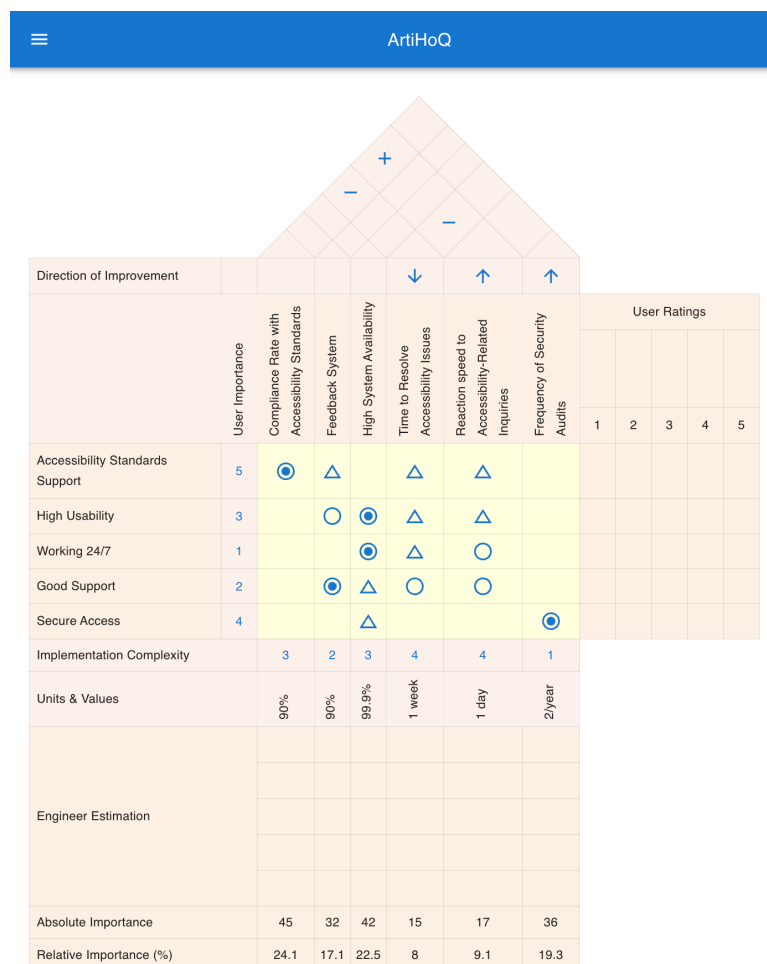 ArtiHoQ
+
−
−
Direction of Improvement ↓ ↑ ↑
User Importance
Compliance Rate with
Accessibility Standards
Feedback System
High System Availability
Time to Resolve
Accessibility Issues
Reaction speed to
Accessibility-Related
Inquiries
Frequency of Security
Audits
User Ratings
1 2 3 4 5
Accessibility Standards
Support
5
High Usability 3
Working 24/7 1
Good Support 2
Secure Access 4
Implementation Complexity 3 2 3 4 4 1
Units & Values 90% 90% 99.9% 1 week 1 day 2/year
Engineer Estimation
Absolute Importance 45 32 42 15 17 36
Relative Importance (%) 24.1 17.1 22.5 8 9.1 19.3